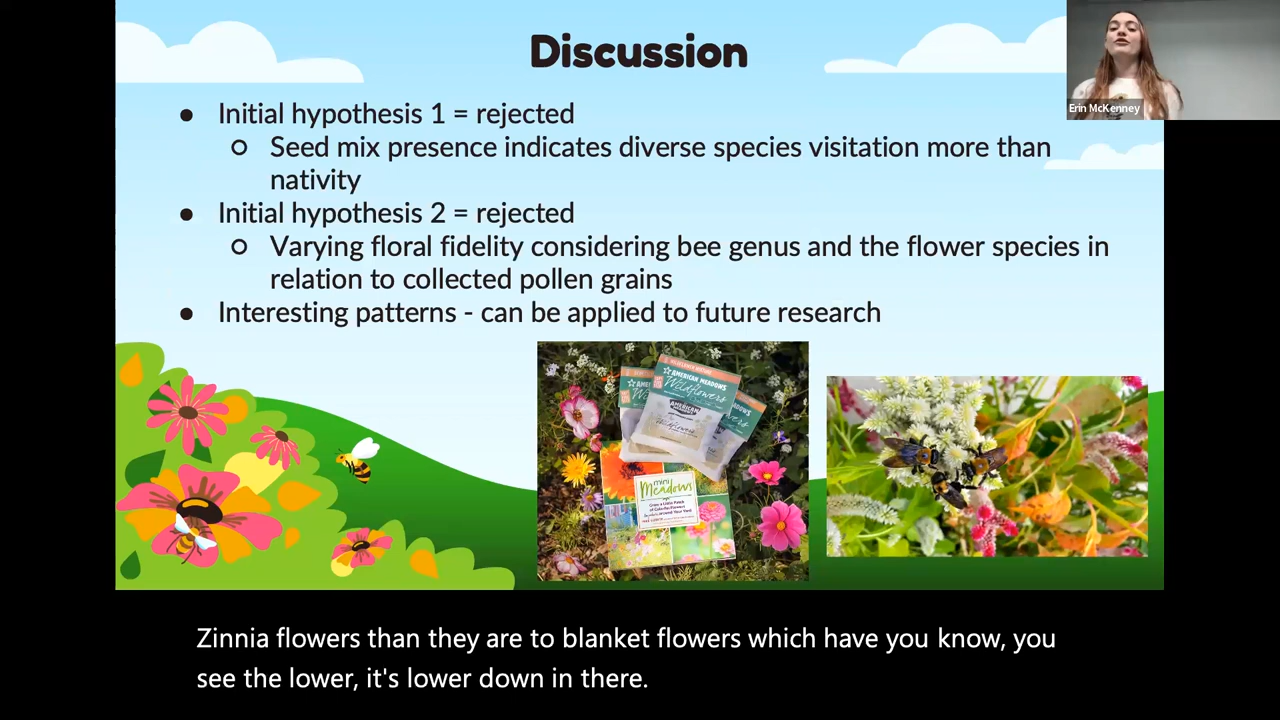 Discussion
Erin McKenney
● Initial hypothesis 1 = rejected
○ Seed mix presence indicates diverse species visitation more than
nativity
● Initial hypothesis 2 = rejected
○ Varying floral fidelity considering bee genus and the flower species in
relation to collected pollen grains
● Interesting patterns - can be applied to future research
AMERICAN MEADOWS
Wildflowers
AMERICAN
mini
Meadows
Zinnia flowers than they are to blanket flowers which have you know, you
see the lower, it's lower down in there.